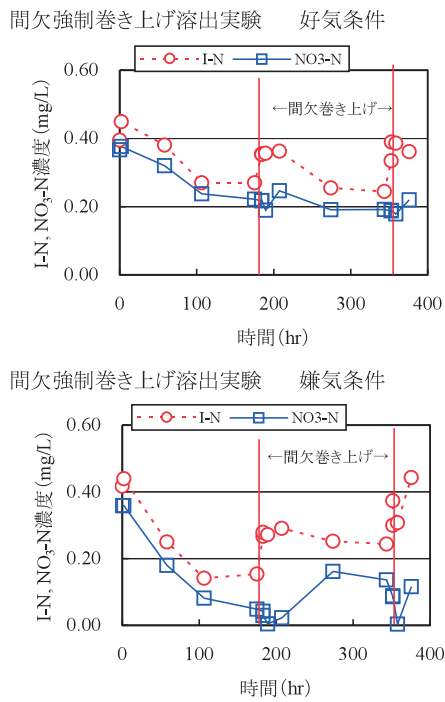 間欠強制巻き上げ溶出実験 好気条件
I-N NO3-N
0.60
0.40
0.20
0.00
I-N, NO₃-N濃度(mg/L)
←間欠巻き上げ→
0 100 200 300 400
時間(hr)
間欠強制巻き上げ溶出実験 嫌気条件
I-N NO3-N
0.60
0.40
0.20
0.00
I-N, NO₃-N濃度(mg/L)
←間欠巻き上げ→
0 100 200 300 400
時間(hr)